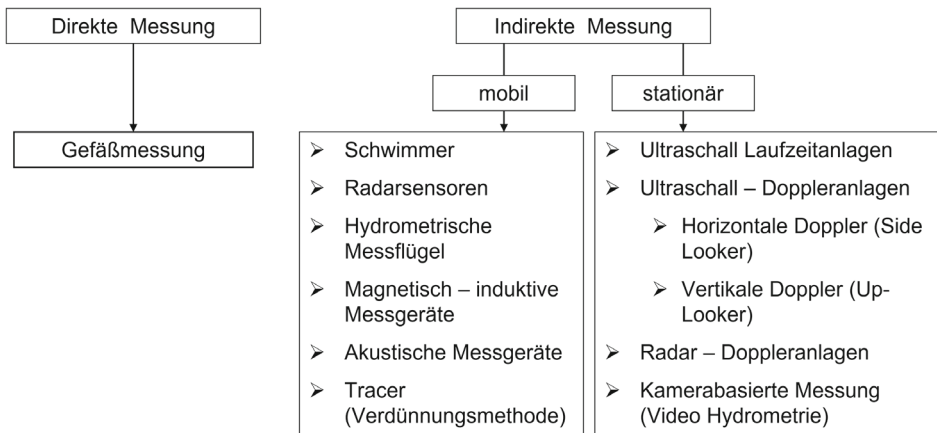 Direkte Messung
Gefäßmessung
Indirekte Messung
mobil
➢ Schwimmer
➢ Radarsensoren
➢ Hydrometrische
Messflügel
➢ Magnetisch – induktive
Messgeräte
➢ Akustische Messgeräte
➢ Tracer
(Verdünnungsmethode)
stationär
➢ Ultraschall Laufzeitanlagen
➢ Ultraschall – Doppleranlagen
➢ Horizontale Doppler (Side
Looker)
➢ Vertikale Doppler (Up-
Looker)
➢ Radar – Doppleranlagen
➢ Kamerabasierte Messung
(Video Hydrometrie)